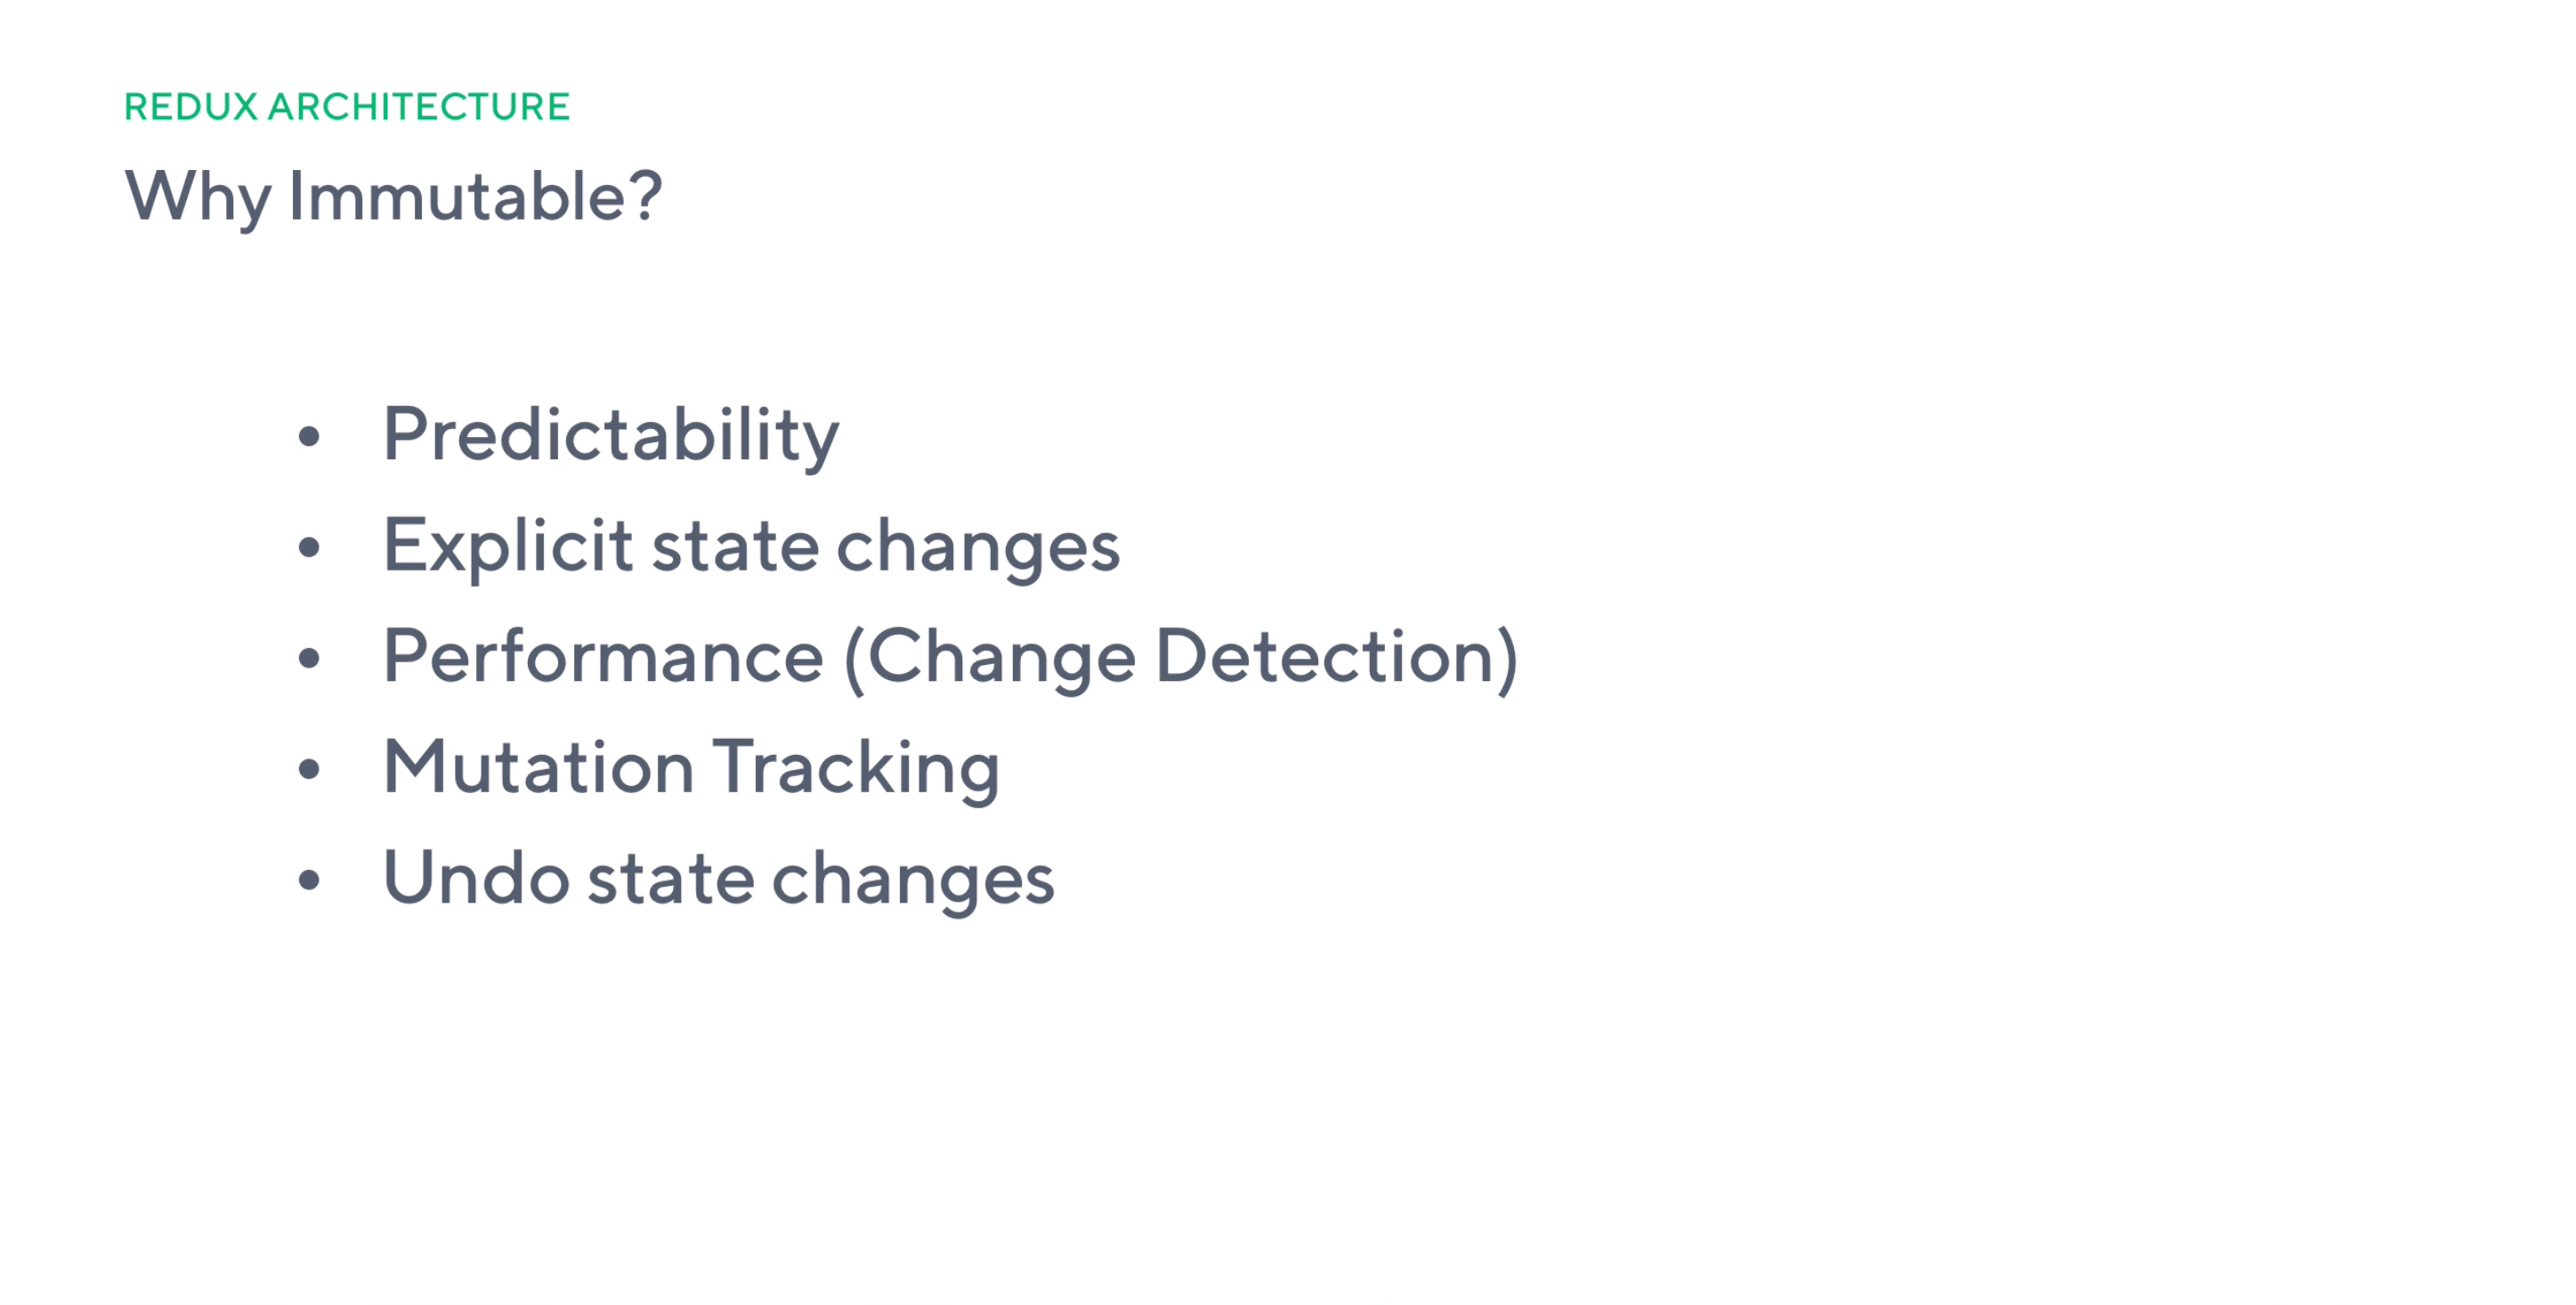 REDUX ARCHITECTURE
Why Immutable?
• Predictability
• Explicit state changes
• Performance (Change Detection)
• Mutation Tracking
• Undo state changes